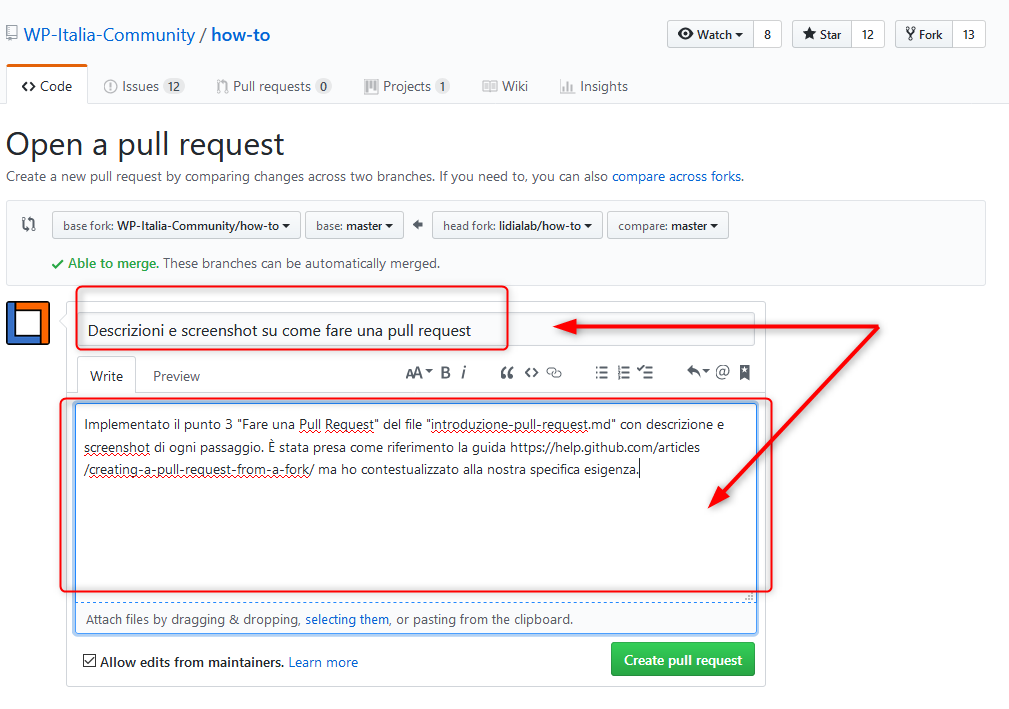 WP-Italia-Community / how-to
Watch 8 Star 12 Fork 13
Code Issues 12 Pull requests 0 Projects 1 Wiki Insights
Open a pull request
Create a new pull request by comparing changes across two branches. If you need to, you can also compare across forks.
base fork: WP-Italia-Community/how-to base: master head fork: lidialab/how-to compare: master
Able to merge. These branches can be automatically merged.
Descrizioni e screenshot su come fare una pull request
Write Preview
AA B i “ <> @
Implementato il punto 3 "Fare una Pull Request" del file "introduzione-pull-request.md" con descrizione e
screenshot di ogni passaggio. È stata presa come riferimento la guida https://help.github.com/articles
/creating-a-pull-request-from-a-fork/ ma ho contestualizzato alla nostra specifica esigenza.
Attach files by dragging & dropping, selecting them, or pasting from the clipboard.
Allow edits from maintainers. Learn more
Create pull request